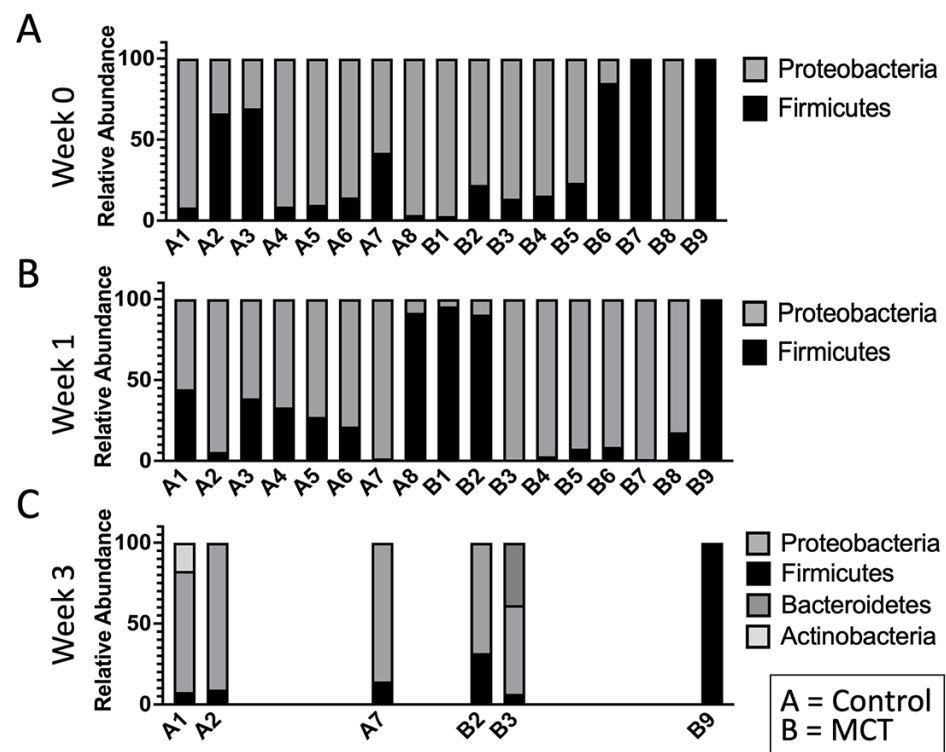 A
Week 0
Relative Abundance
100
50
0
A1 A2 A3 A4 A5 A6 A7 A8 B1 B2 B3 B4 B5 B6 B7 B8 B9
Proteobacteria
Firmicutes
B
Week 1
Relative Abundance
100
50
0
A1 A2 A3 A4 A5 A6 A7 A8 B1 B2 B3 B4 B5 B6 B7 B8 B9
Proteobacteria
Firmicutes
C
Week 3
Relative Abundance
100
50
0
A1 A2 A7 B2 B3 B9
Proteobacteria
Firmicutes
Bacteroidetes
Actinobacteria
A = Control
B = MCT